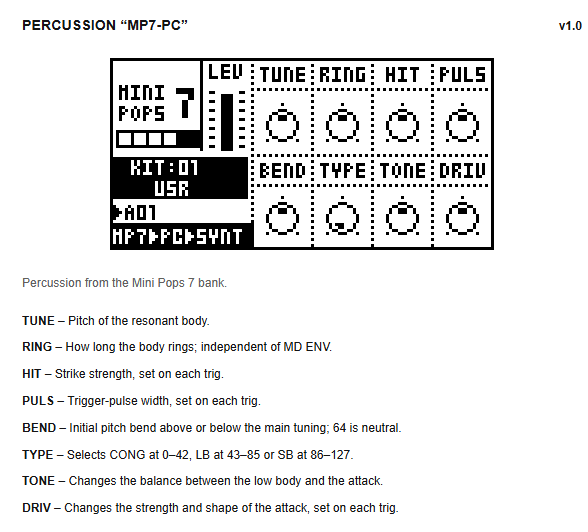 PERCUSSION “MP7-PC”
v1.0
MINI POPS 7
LEV
TUNE RING HIT PULS
KIT:01
USR
A01
MP7▸PC▸SYNT
BEND TYPE TONE DRIV
Percussion from the Mini Pops 7 bank.
TUNE – Pitch of the resonant body.
RING – How long the body rings; independent of MD ENV.
HIT – Strike strength, set on each trig.
PULS – Trigger-pulse width, set on each trig.
BEND – Initial pitch bend above or below the main tuning; 64 is neutral.
TYPE – Selects CONG at 0–42, LB at 43–85 or SB at 86–127.
TONE – Changes the balance between the low body and the attack.
DRIV – Changes the strength and shape of the attack, set on each trig.